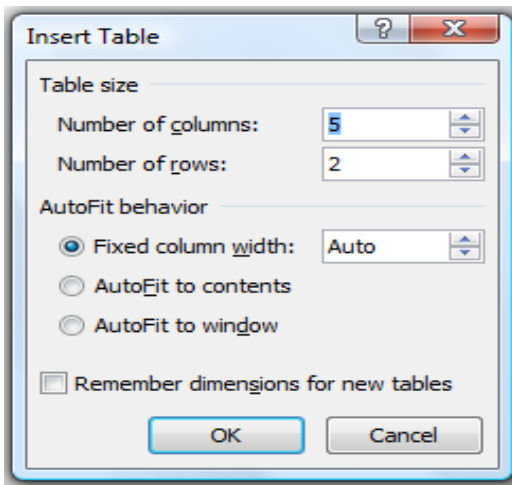 Insert Table
Table size
Number of columns: 5
Number of rows: 2
AutoFit behavior
Fixed column width: Auto
AutoFit to contents
AutoFit to window
Remember dimensions for new tables
OK Cancel